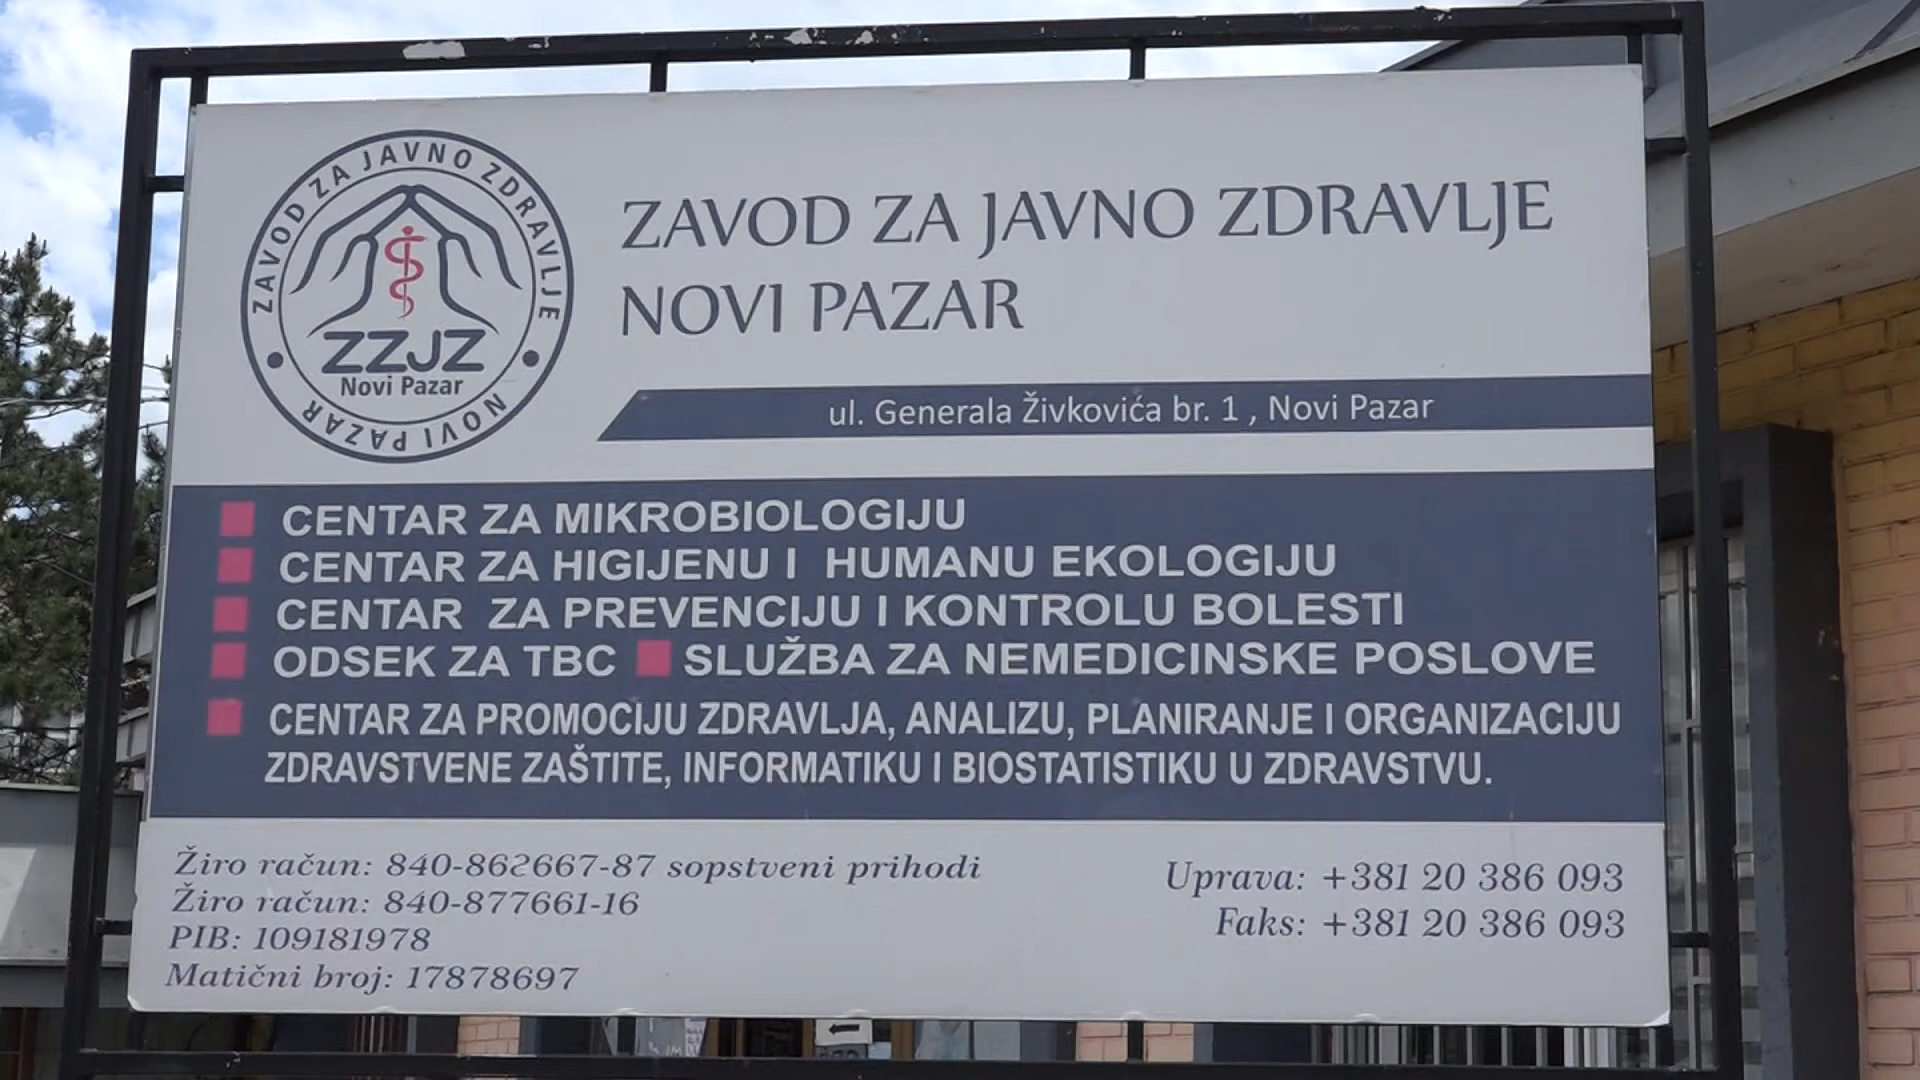 ZAVOD ZA JAVNO ZDRAVLJE
NOVI PAZAR
ZZJZ
Novi Pazar
ZAVOD ZA JAVNO ZDRAVLJE
NOVI PAZAR
ul. Generala Živkovića br. 1 , Novi Pazar
CENTAR ZA MIKROBIOLOGIJU
CENTAR ZA HIGIJENU I HUMANU EKOLOGIJU
CENTAR ZA PREVENCIJU I KONTROLU BOLESTI
ODSEK ZA TBC SLUŽBA ZA NEMEDICINSKE POSLOVE
CENTAR ZA PROMOCIJU ZDRAVLJA, ANALIZU, PLANIRANJE I ORGANIZACIJU
ZDRAVSTVENE ZAŠTITE, INFORMATIKU I BIOSTATISTIKU U ZDRAVSTVU.
Žiro račun: 840-862667-87 sopstveni prihodi
Žiro račun: 840-877661-16
PIB: 109181978
Matični broj: 17878697
Uprava: +381 20 386 093
Faks: +381 20 386 093